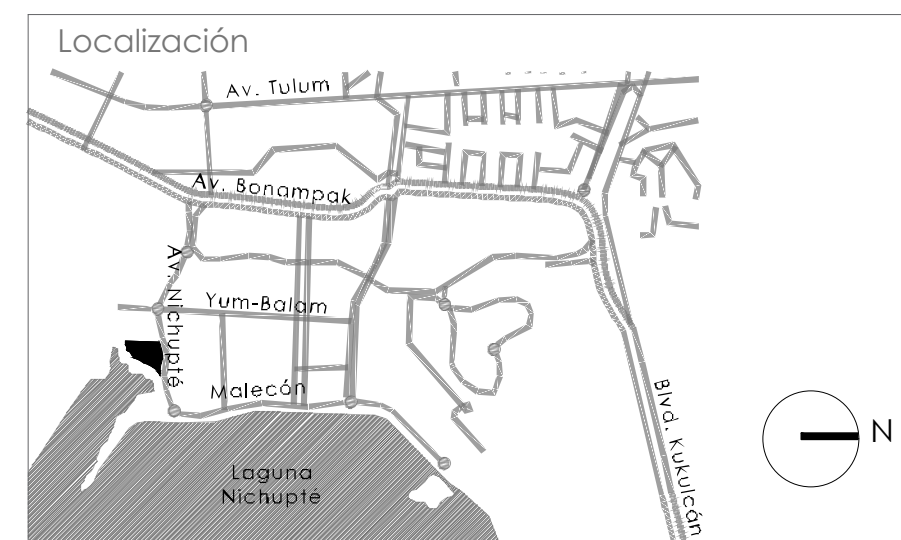 Localización
Av. Tulum
Av. Bonampak
Av. Nichupté
Yum-Balam
Malecón
Blvd. Kukulcán
N
Laguna
Nichupté